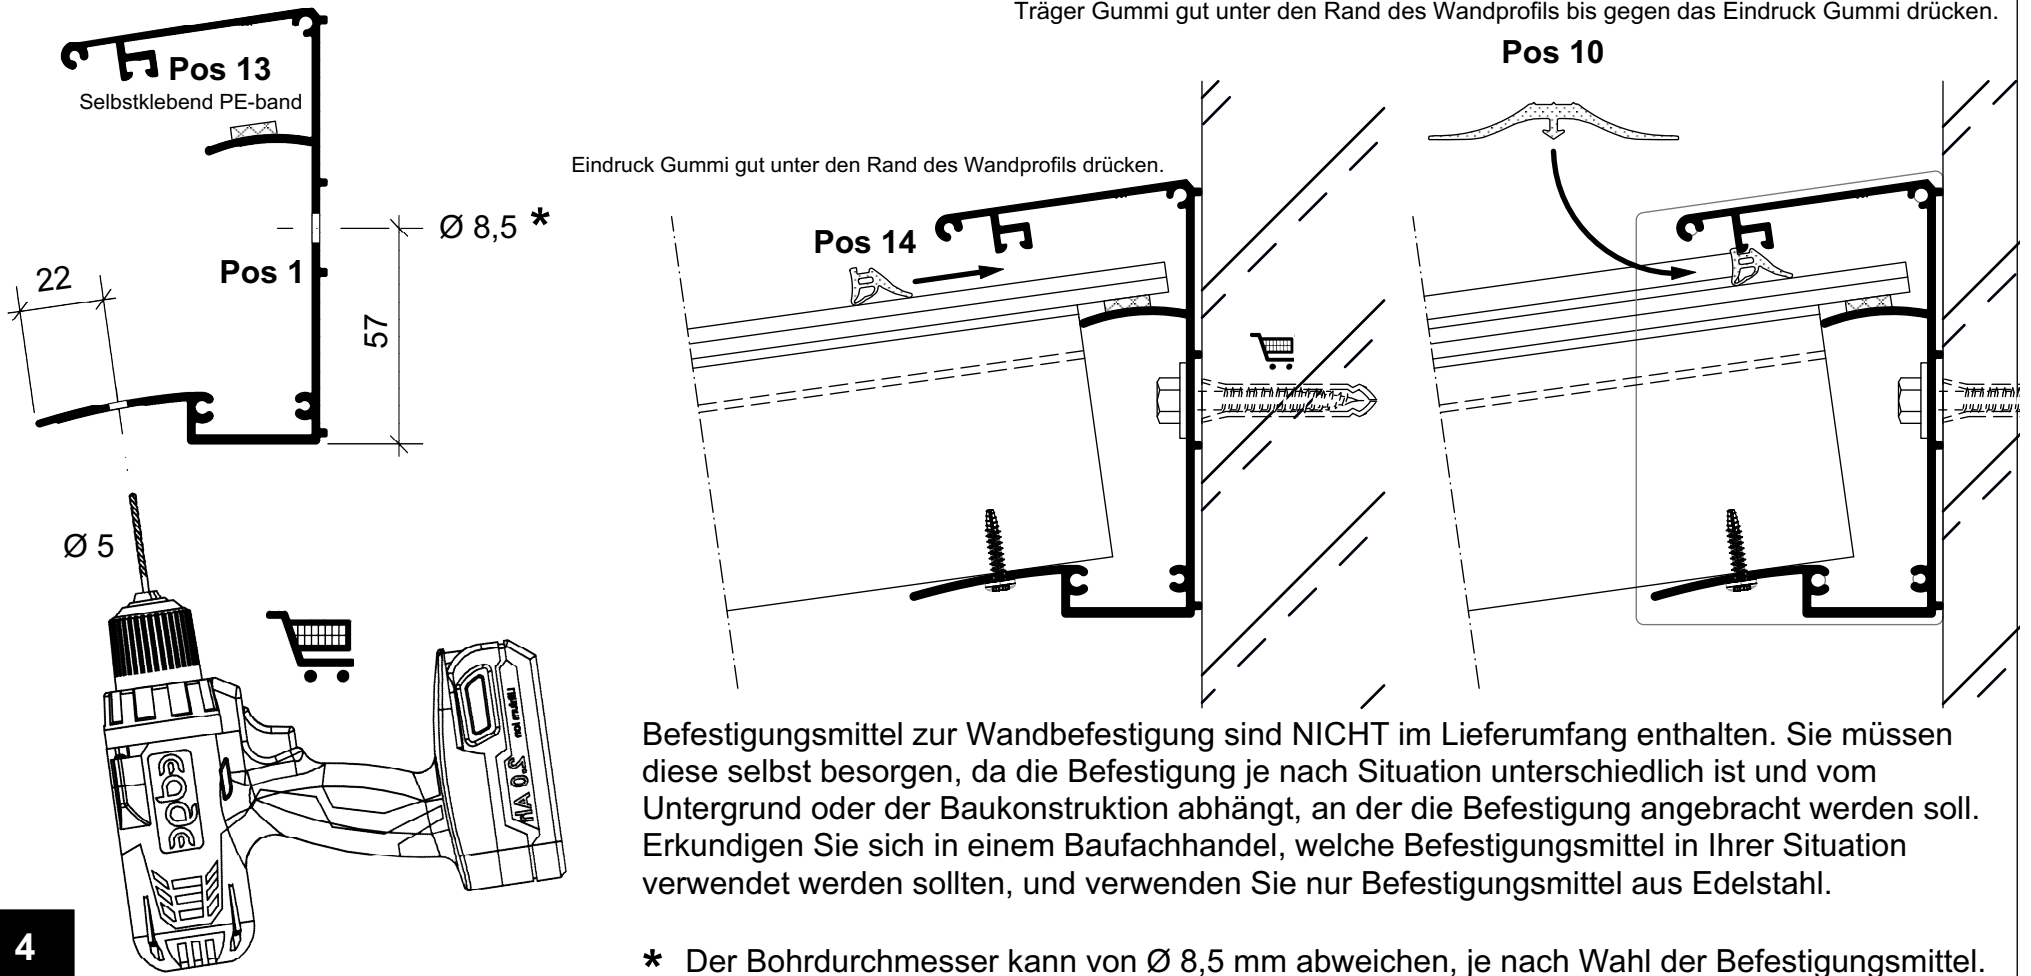 Träger Gummi gut unter den Rand des Wandprofils bis gegen das Eindruck Gummi drücken.
Pos 10
Pos 13
Selbstklebend PE-band
Eindruck Gummi gut unter den Rand des Wandprofils drücken.
Ø 8,5 *
Pos 14
Pos 1
22
57
Ø 5
2.0 AH
Befestigungsmittel zur Wandbefestigung sind NICHT im Lieferumfang enthalten. Sie müssen
diese selbst besorgen, da die Befestigung je nach Situation unterschiedlich ist und vom
Untergrund oder der Baukonstruktion abhängt, an der die Befestigung angebracht werden soll.
Erkundigen Sie sich in einem Baufachhandel, welche Befestigungsmittel in Ihrer Situation
verwendet werden sollten, und verwenden Sie nur Befestigungsmittel aus Edelstahl.
4
* Der Bohrdurchmesser kann von Ø 8,5 mm abweichen, je nach Wahl der Befestigungsmittel.